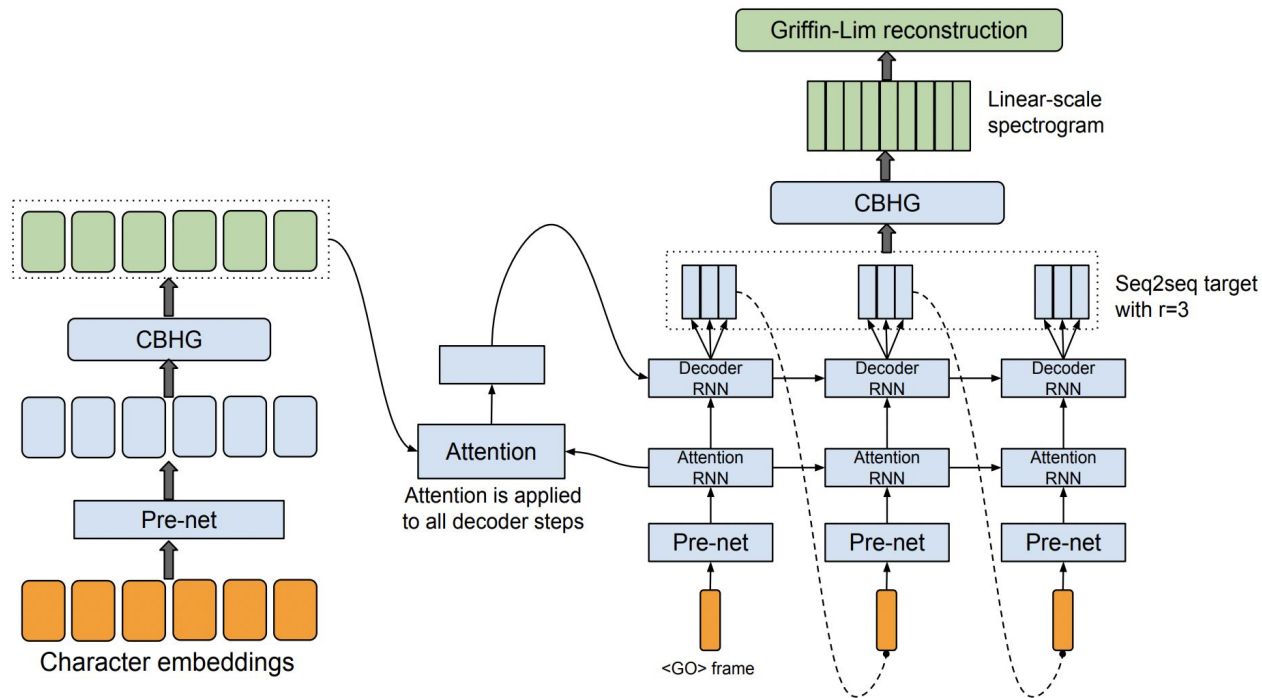 Griffin-Lim reconstruction
Linear-scale
spectrogram
CBHG
Seq2seq target
with r=3
CBHG
Decoder
RNN
Decoder
RNN
Decoder
RNN
Attention
Attention is applied
to all decoder steps
Attention
RNN
Attention
RNN
Attention
RNN
Pre-net
Pre-net
Pre-net
Pre-net
Character embeddings
<GO> frame